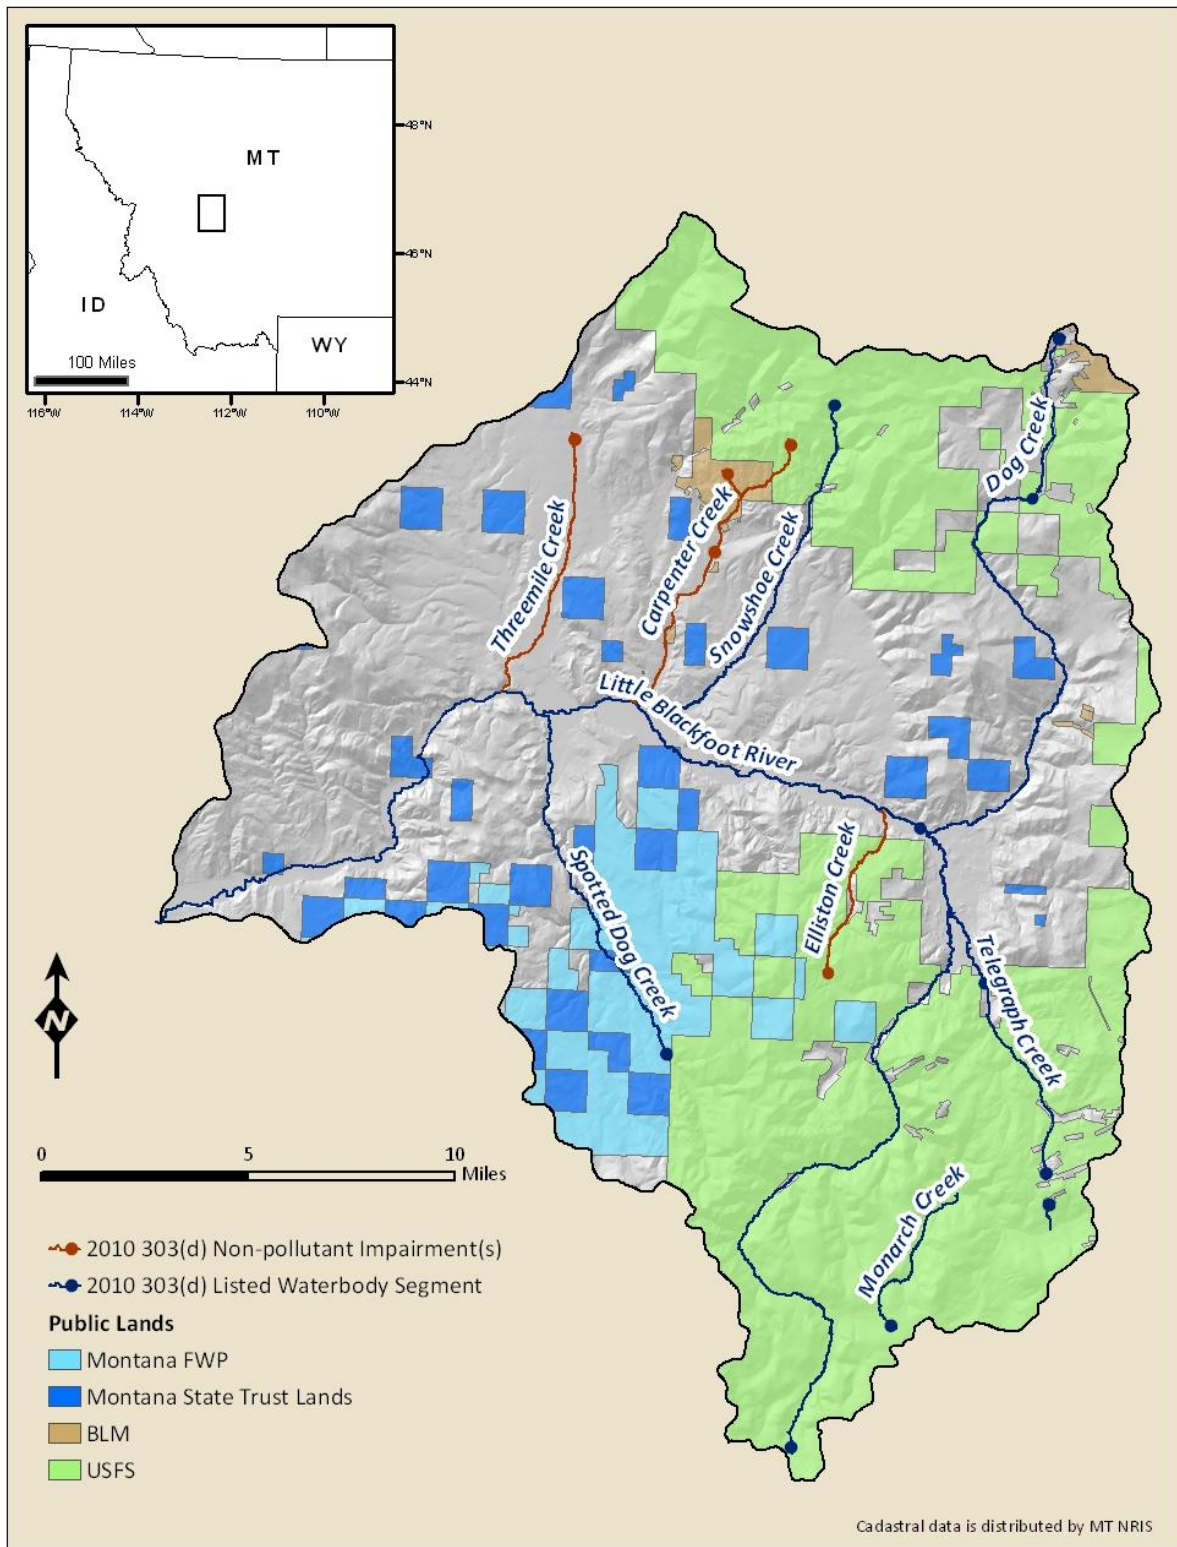 MT
ID
WY
100 Miles
48°N
46°N
44°N
116°W
114°W
112°W
110°W
Dog Creek
Threemile Creek
Carpenter Creek
Snowshoe Creek
Little Blackfoot River
Spotted Dog Creek
Elliston Creek
Telegraph Creek
Monarch Creek
N
0 5 10
Miles
2010 303(d) Non-pollutant Impairment(s)
2010 303(d) Listed Waterbody Segment
Public Lands
Montana FWP
Montana State Trust Lands
BLM
USFS
Cadastral data is distributed by MT NRIS